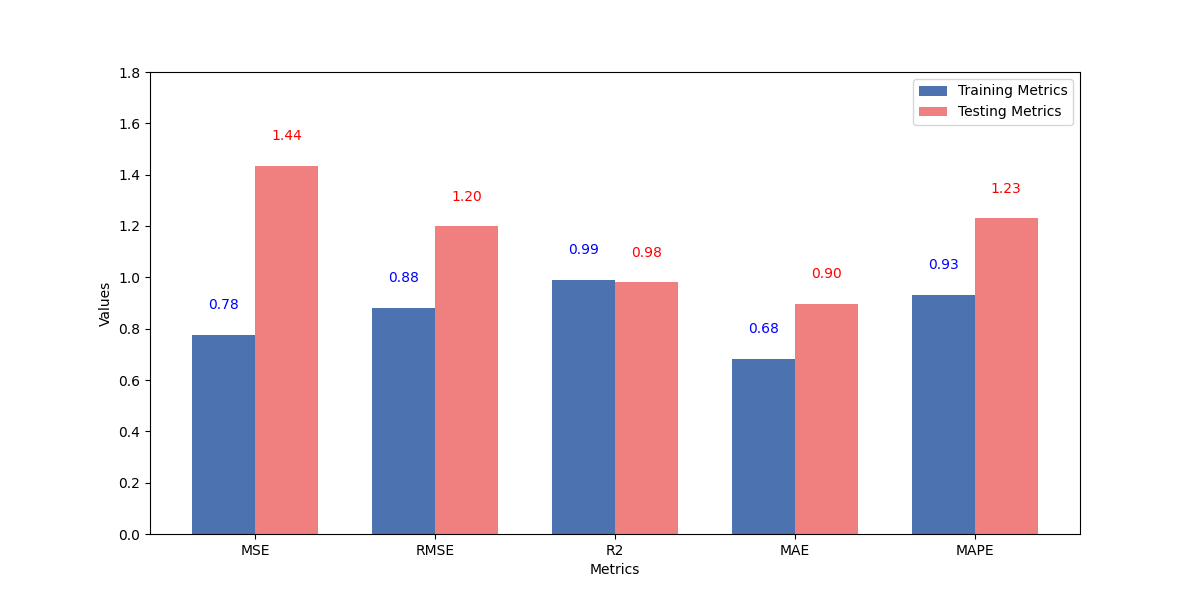 1.8
1.6
1.4
1.2
1.0
0.8
0.6
0.4
0.2
0.0
Values
Training Metrics
Testing Metrics
0.78
1.44
0.88
1.20
0.99
0.98
0.68
0.90
0.93
1.23
MSE
RMSE
R2
MAE
MAPE
Metrics